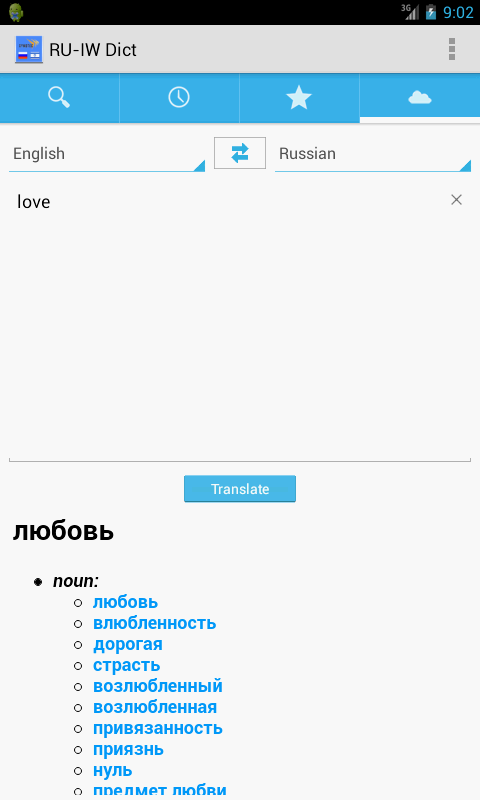 3G 9:02
RU-IW Dict
English Russian
love
Translate
любовь
noun:
любовь
влюбленность
дорогая
страсть
возлюбленный
возлюбленная
привязанность
приязнь
нуль
предмет любви